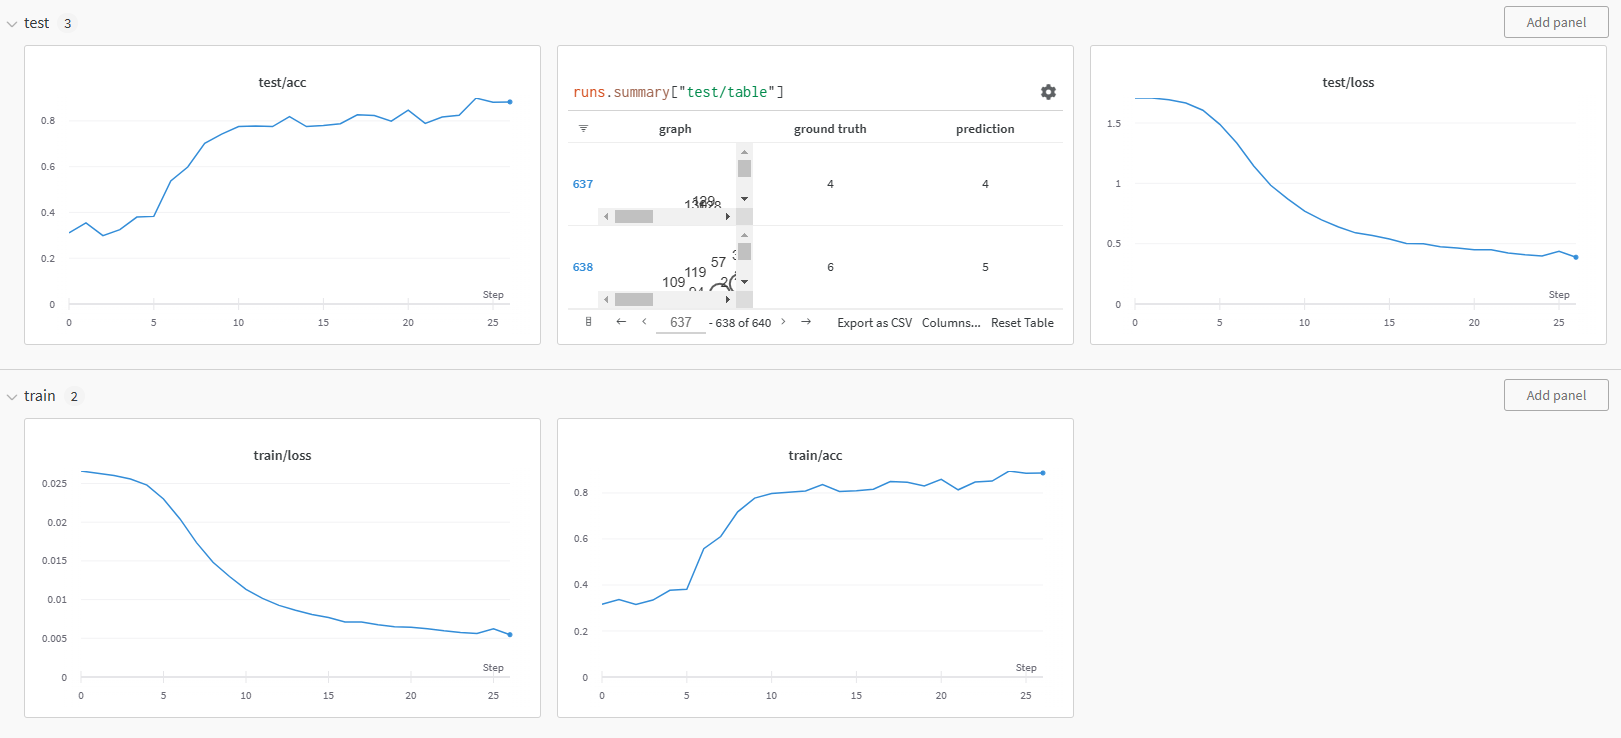 test 3
Add panel
test/acc
0.8
0.6
0.4
0.2
0
Step
0 5 10 15 20 25
runs.summary["test/table"]
graph ground truth prediction
637 4 4
57
119
638 6 5
109
637 - 638 of 640 Export as CSV Columns... Reset Table
test/loss
1.5
1
0.5
0
Step
0 5 10 15 20 25
train 2
Add panel
train/loss
0.025
0.02
0.015
0.01
0.005
0
Step
0 5 10 15 20 25
train/acc
0.8
0.6
0.4
0.2
0
Step
0 5 10 15 20 25